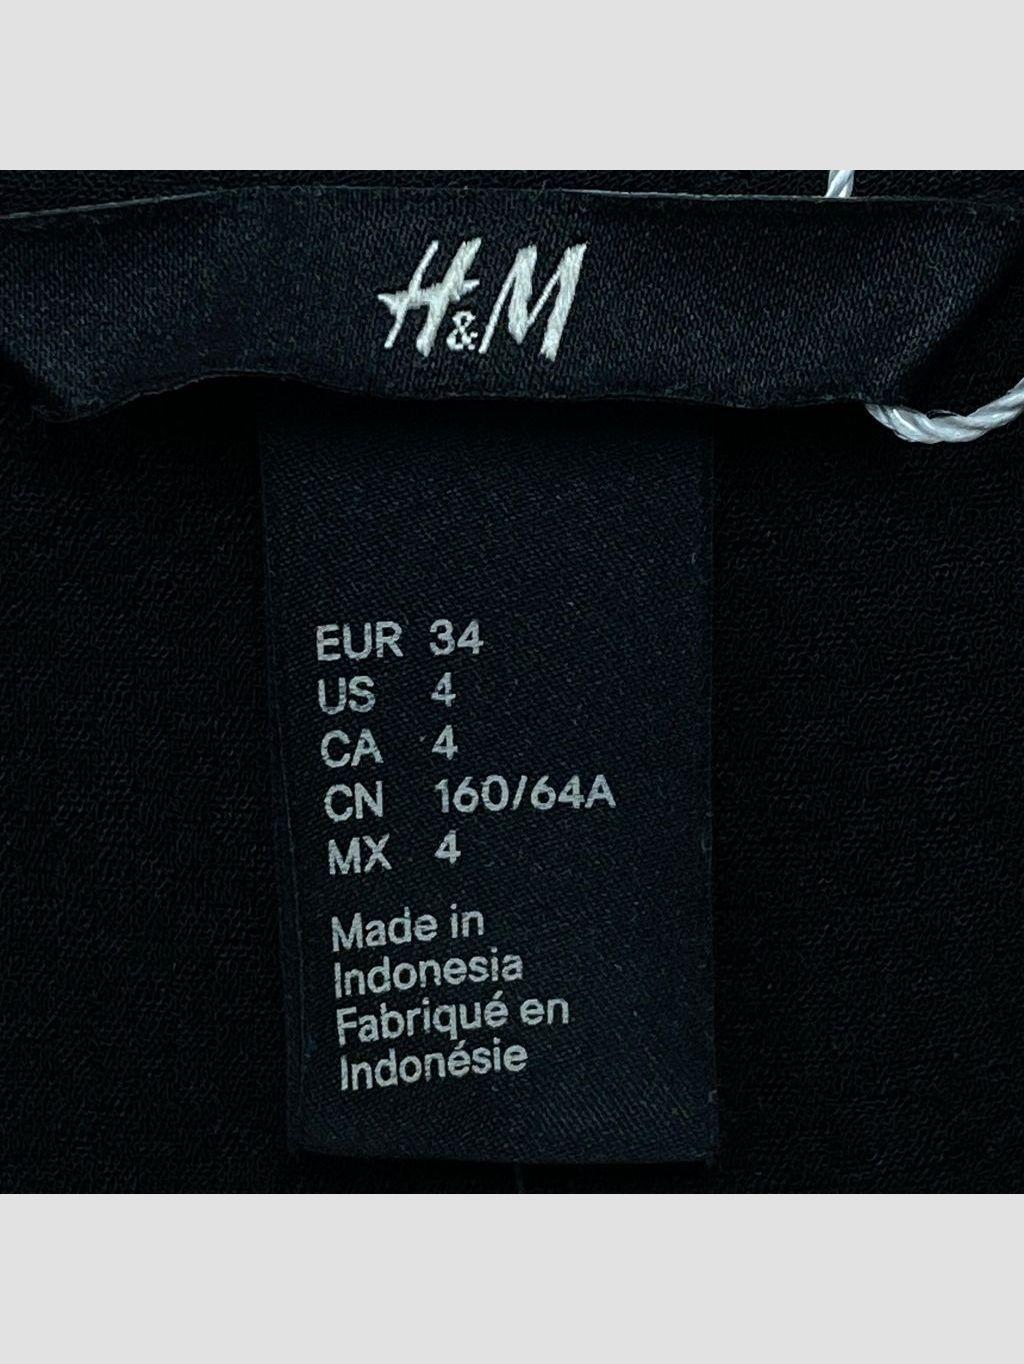 H&M
EUR 34
US 4
CA 4
CN 160/64A
MX 4
Made in
Indonesia
Fabriqué en
Indonésie